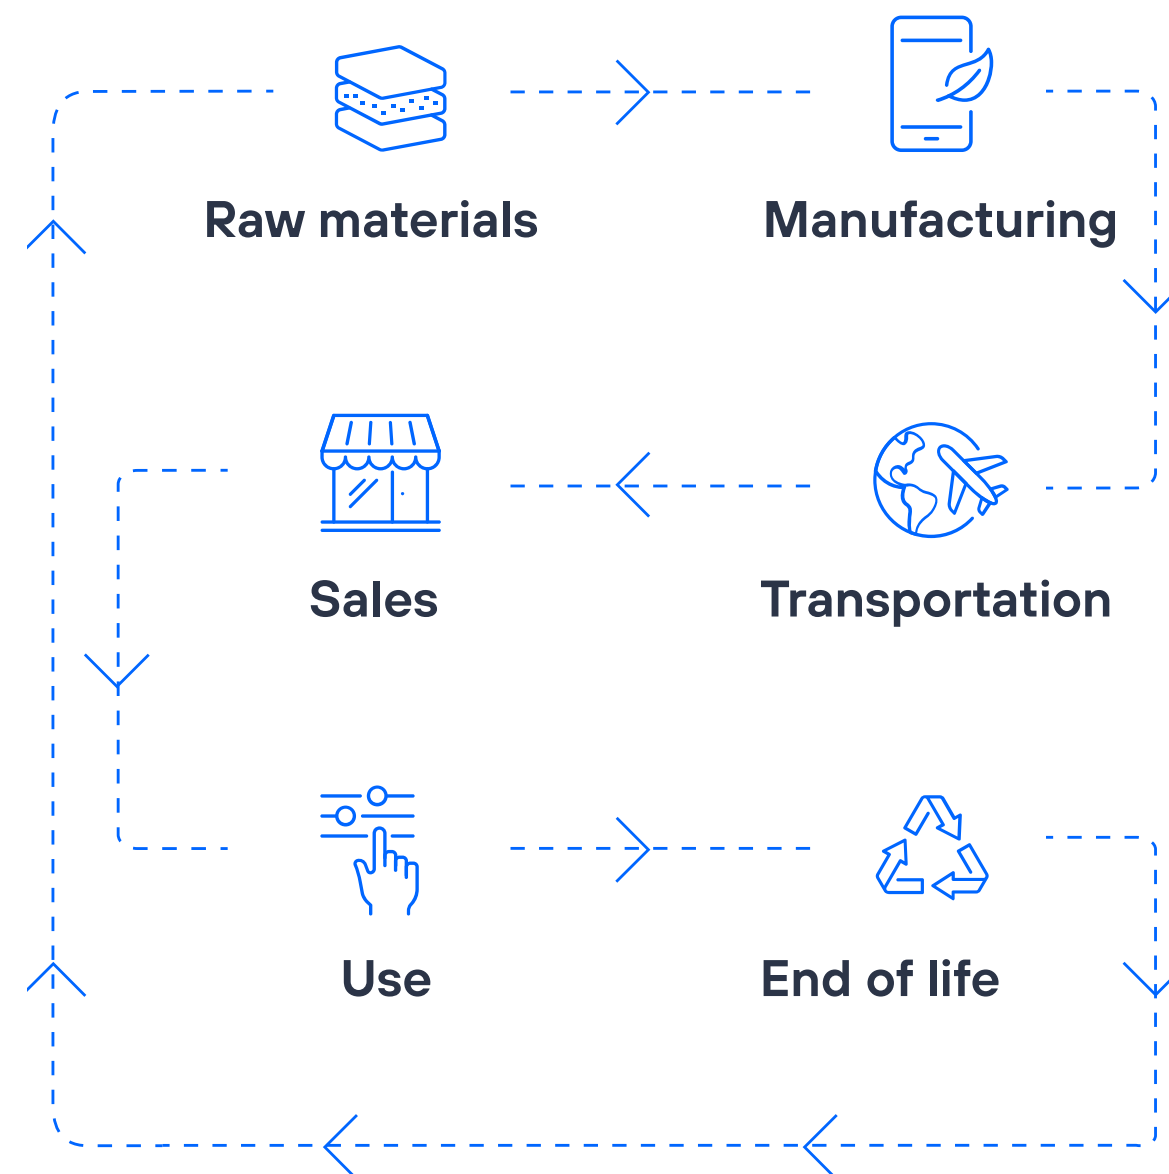 Raw materials
Manufacturing
Sales
Transportation
Use
End of life